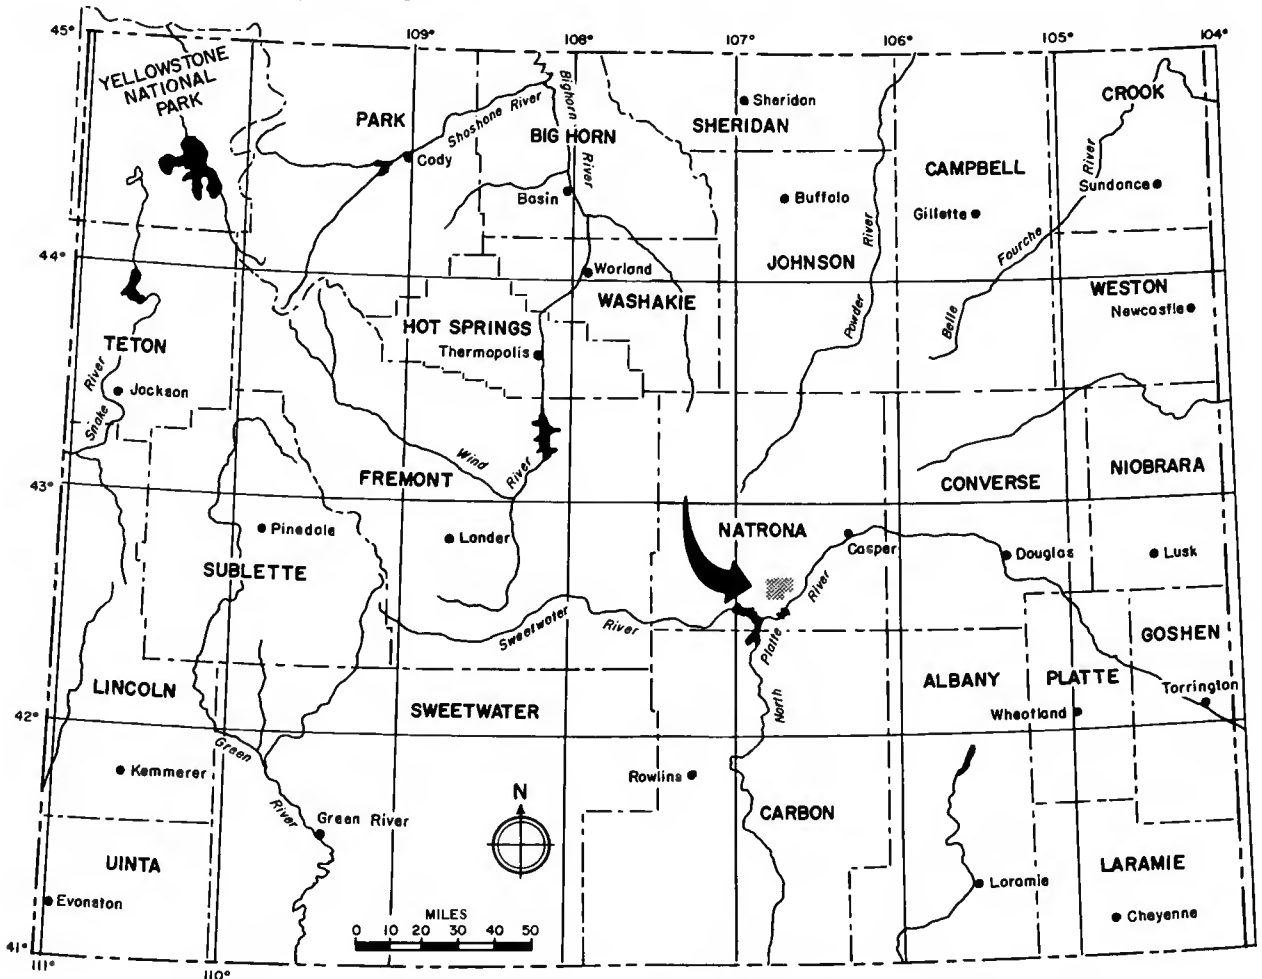 45°
109°
108°
107°
106°
105°
104°
YELLOWSTONE
NATIONAL
PARK
PARK
Shoshone River
Bighorn
River
BIG HORN
Sheridan
SHERIDAN
CROOK
Cody
Basin
Buffalo
CAMPBELL
Gillette
Sundance
Belle Fourche River
44°
Worland
WASHAKIE
JOHNSON
Powder River
WESTON
Newcastle
HOT SPRINGS
Thermopolis
TETON
Jackson
Snake River
43°
FREMONT
Wind River
CONVERSE
NIOBRARA
Pinedale
Lander
NATRONA
Casper
Douglas
Lusk
SUBLETTE
Sweetwater River
North Platte River
GOSHEN
LINCOLN
SWEETWATER
ALBANY
PLATTE
Torrington
Wheatland
42°
Green River
Kemmerer
Rawlins
N
Green River
CARBON
UINTA
LARAMIE
Laramie
Evanston
MILES
0 10 20 30 40 50
Cheyenne
41°
111°
110°